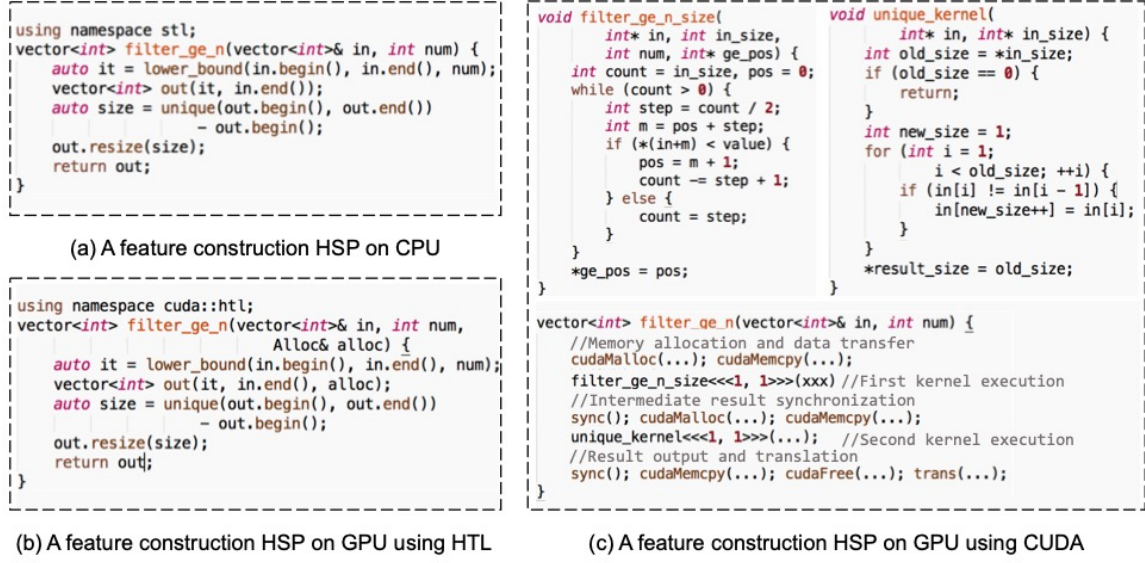 using namespace stl;
vector<int> filter_ge_n(vector<int>& in, int num) {
    auto it = lower_bound(in.begin(), in.end(), num);
    vector<int> out(it, in.end());
    auto size = unique(out.begin(), out.end())
                - out.begin();
    out.resize(size);
    return out;
}
(a) A feature construction HSP on CPU
using namespace cuda::htl;
vector<int> filter_ge_n(vector<int>& in, int num,
                        Alloc& alloc) {
    auto it = lower_bound(in.begin(), in.end(), num);
    vector<int> out(it, in.end(), alloc);
    auto size = unique(out.begin(), out.end())
                - out.begin();
    out.resize(size);
    return out;
}
(b) A feature construction HSP on GPU using HTL
void filter_ge_n_size(
        int* in, int in_size,
        int num, int* ge_pos) {
    int count = in_size, pos = 0;
    while (count > 0) {
        int step = count / 2;
        int m = pos + step;
        if (*(in+m) < value) {
            pos = m + 1;
            count -= step + 1;
        } else {
            count = step;
        }
    }
    *ge_pos = pos;
}
void unique_kernel(
        int* in, int* in_size) {
    int old_size = *in_size;
    if (old_size == 0) {
        return;
    }
    int new_size = 1;
    for (int i = 1;
            i < old_size; ++i) {
        if (in[i] != in[i - 1]) {
            in[new_size++] = in[i];
        }
    }
    *result_size = old_size;
}
vector<int> filter_ge_n(vector<int>& in, int num) {
    //Memory allocation and data transfer
    cudaMalloc(...); cudaMemcpy(...);
    filter_ge_n_size<<<1, 1>>>(xxx) //First kernel execution
    //Intermediate result synchronization
    sync(); cudaMalloc(...); cudaMemcpy(...);
    unique_kernel<<<1, 1>>>(...);  //Second kernel execution
    //Result output and translation
    sync(); cudaMemcpy(...); cudaFree(...); trans(...);
}
(c) A feature construction HSP on GPU using CUDA